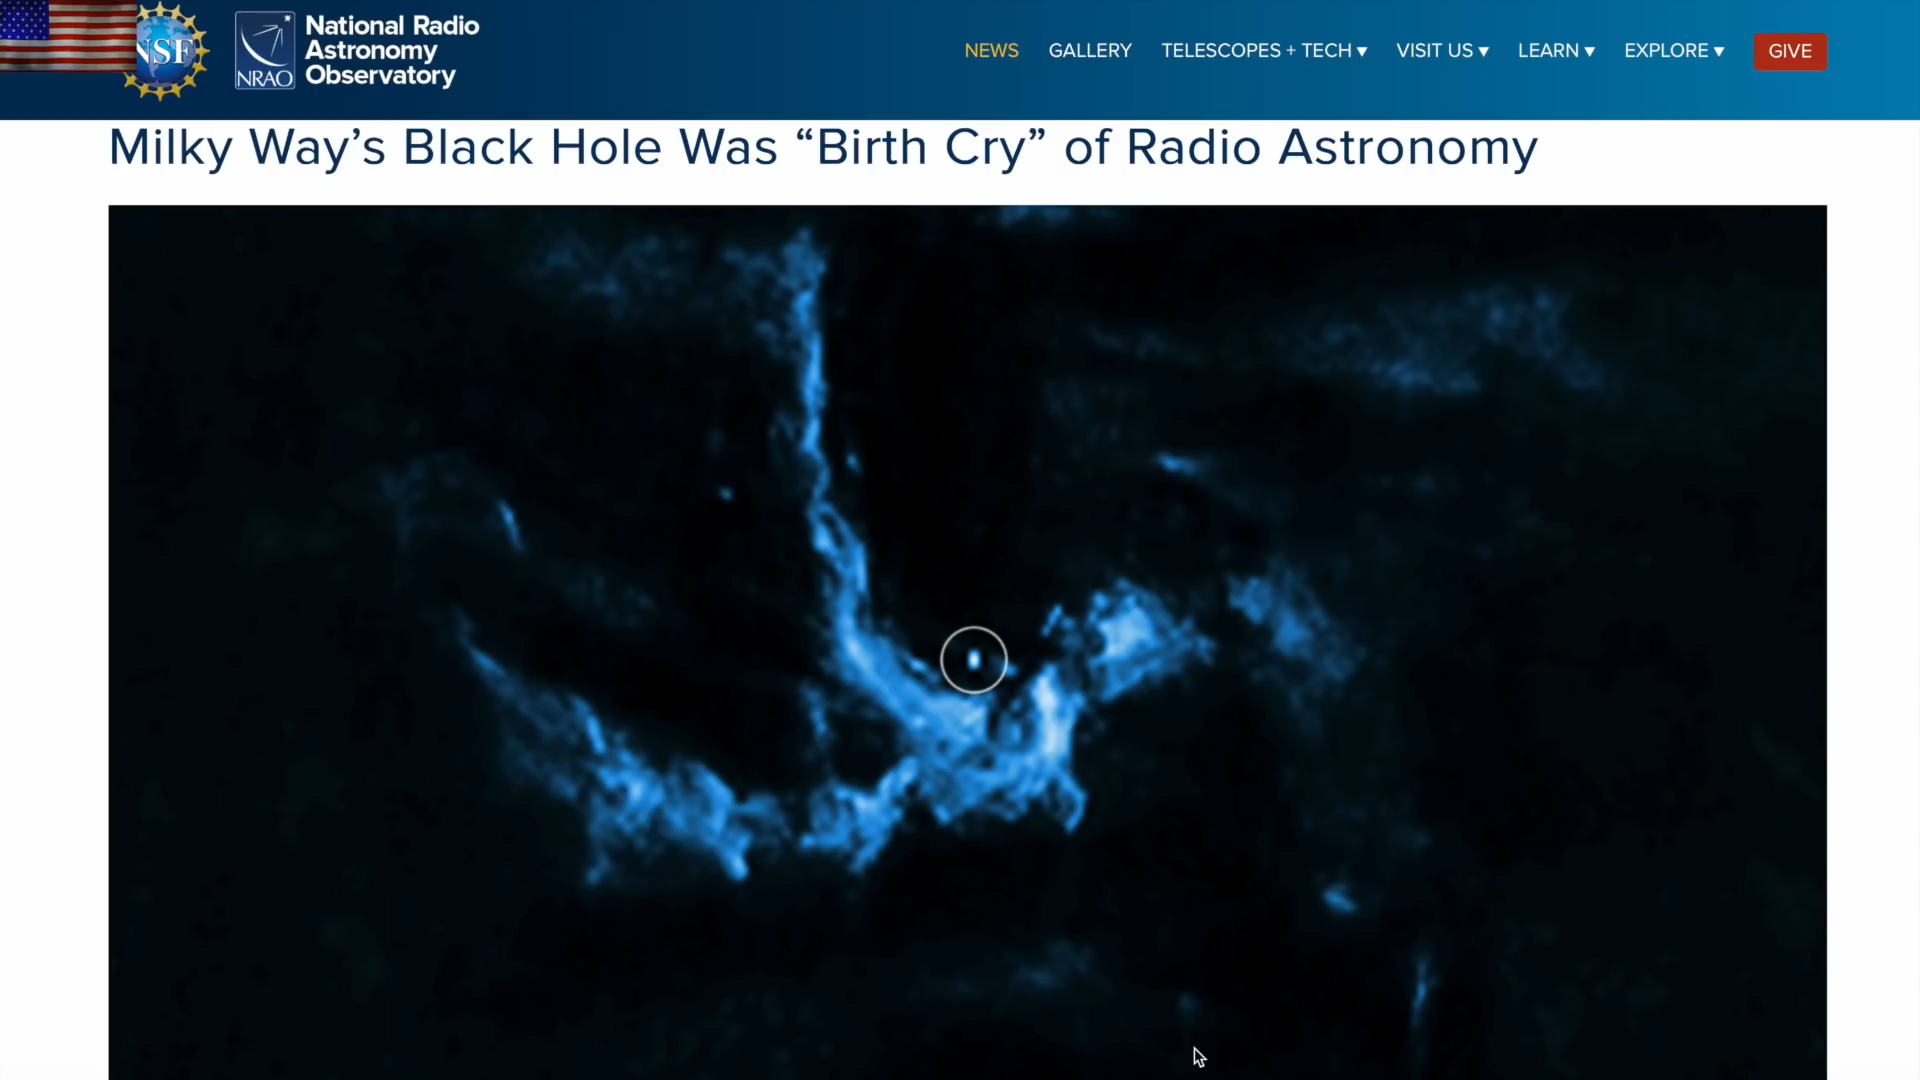 NSF
NRAO
National Radio
Astronomy
Observatory
NEWS GALLERY TELESCOPES + TECH VISIT US LEARN EXPLORE GIVE
Milky Way’s Black Hole Was “Birth Cry” of Radio Astronomy